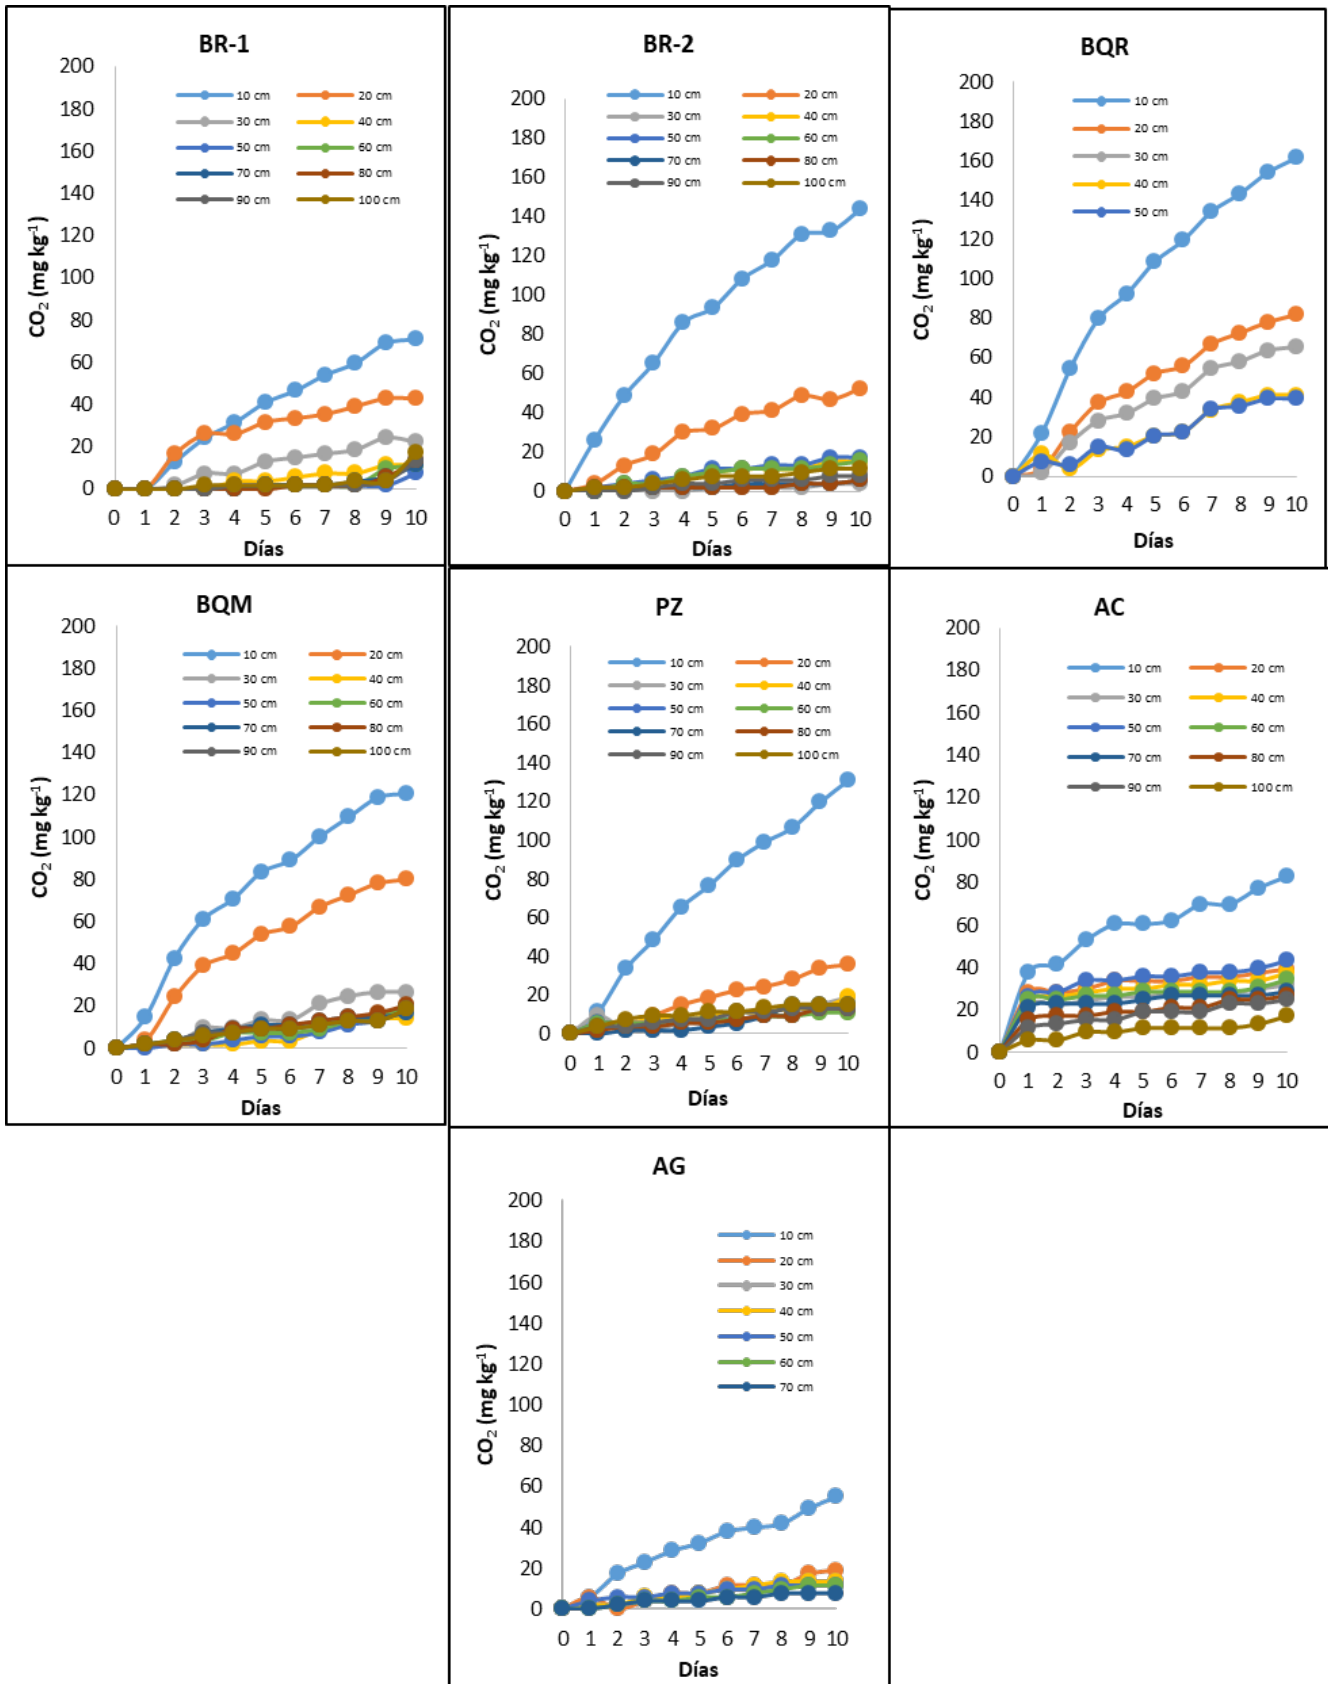 BR-1
CO₂ (mg kg⁻¹)
200
180
160
140
120
100
80
60
40
20
0
10 cm 20 cm
30 cm 40 cm
50 cm 60 cm
70 cm 80 cm
90 cm 100 cm
0 1 2 3 4 5 6 7 8 9 10
Días
BR-2
CO₂ (mg kg⁻¹)
200
180
160
140
120
100
80
60
40
20
0
10 cm 20 cm
30 cm 40 cm
50 cm 60 cm
70 cm 80 cm
90 cm 100 cm
0 1 2 3 4 5 6 7 8 9 10
Días
BQR
CO₂ (mg kg⁻¹)
200
180
160
140
120
100
80
60
40
20
0
10 cm
20 cm
30 cm
40 cm
50 cm
0 1 2 3 4 5 6 7 8 9 10
Días
BQM
CO₂ (mg kg⁻¹)
200
180
160
140
120
100
80
60
40
20
0
10 cm 20 cm
30 cm 40 cm
50 cm 60 cm
70 cm 80 cm
90 cm 100 cm
0 1 2 3 4 5 6 7 8 9 10
Días
PZ
CO₂ (mg kg⁻¹)
200
180
160
140
120
100
80
60
40
20
0
10 cm 20 cm
30 cm 40 cm
50 cm 60 cm
70 cm 80 cm
90 cm 100 cm
0 1 2 3 4 5 6 7 8 9 10
Días
AC
CO₂ (mg kg⁻¹)
200
180
160
140
120
100
80
60
40
20
0
10 cm 20 cm
30 cm 40 cm
50 cm 60 cm
70 cm 80 cm
90 cm 100 cm
0 1 2 3 4 5 6 7 8 9 10
Días
AG
CO₂ (mg kg⁻¹)
200
180
160
140
120
100
80
60
40
20
0
10 cm
20 cm
30 cm
40 cm
50 cm
60 cm
70 cm
0 1 2 3 4 5 6 7 8 9 10
Días